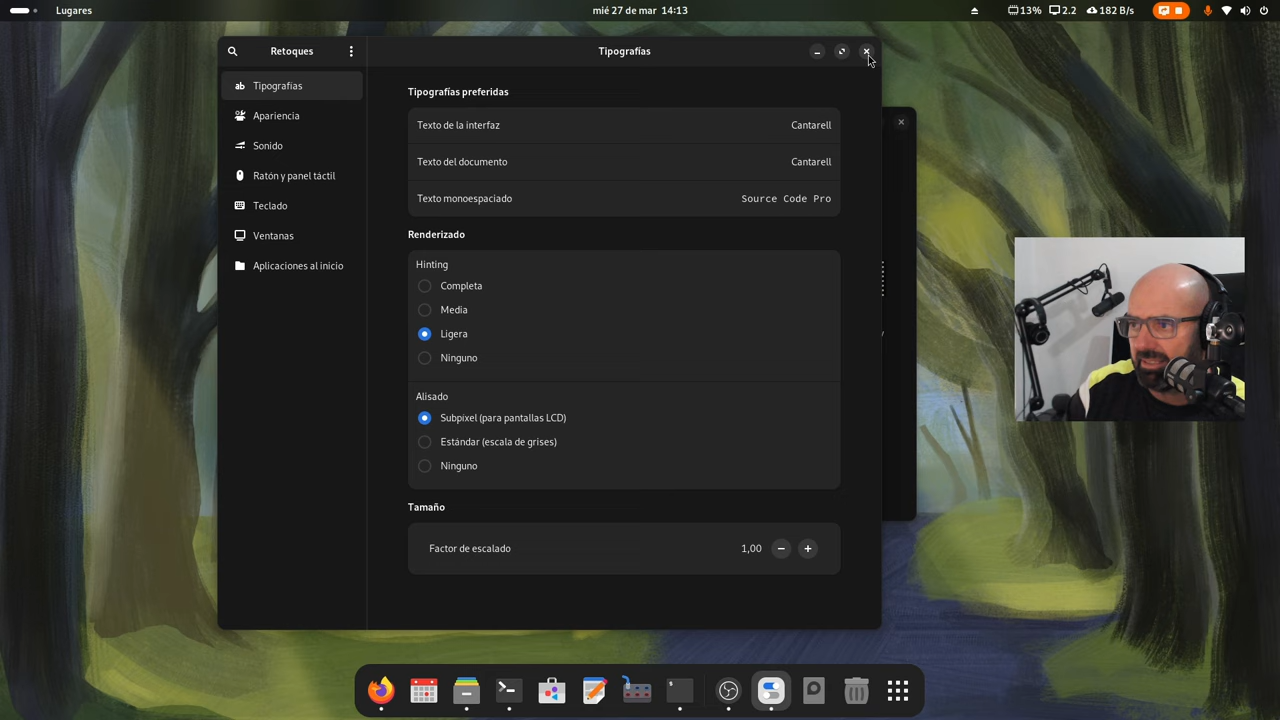 Lugares
mié 27 de mar 14:13
13% 2.2 182 B/s
Retoques
Tipografías
Tipografías
Apariencia
Sonido
Ratón y panel táctil
Teclado
Ventanas
Aplicaciones al inicio
Tipografías preferidas
Texto de la interfaz Cantarell
Texto del documento Cantarell
Texto monoespaciado Source Code Pro
Renderizado
Hinting
Completa
Media
Ligera
Ninguno
Alisado
Subpíxel (para pantallas LCD)
Estándar (escala de grises)
Ninguno
Tamaño
Factor de escalado 1,00